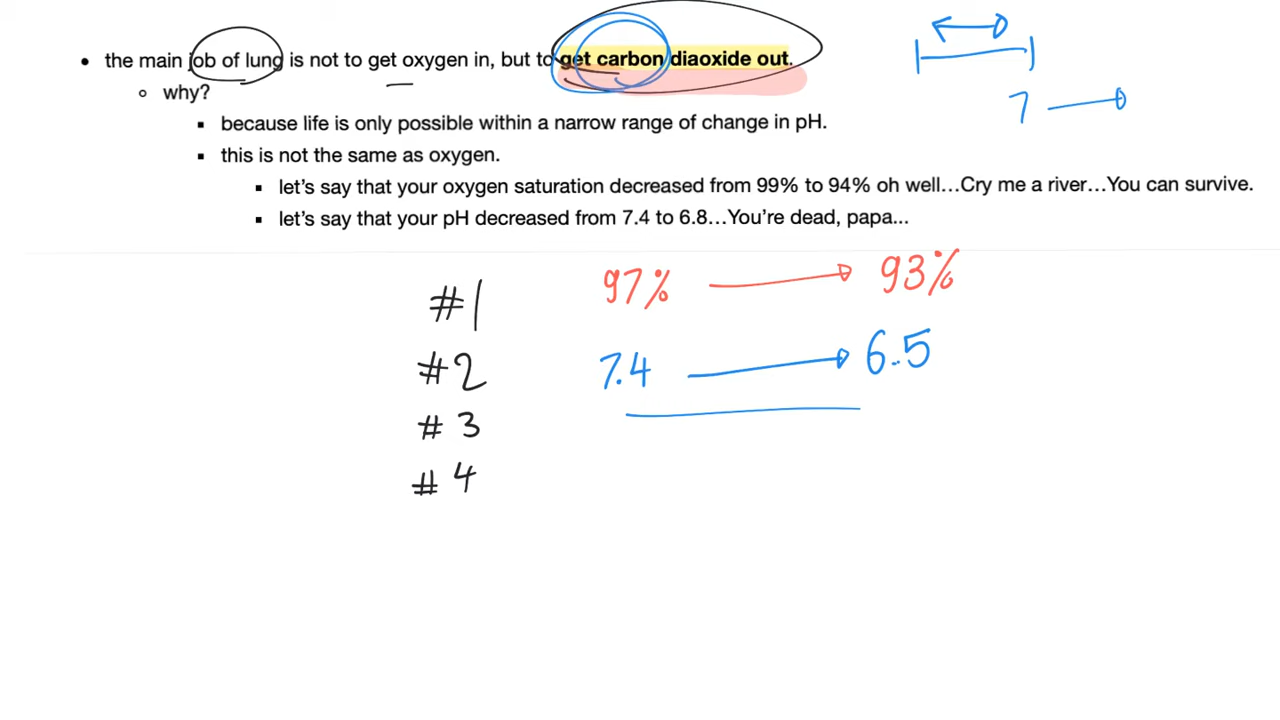 • the main job of lung is not to get oxygen in, but to get carbon diaoxide out.
○ why?
▪ because life is only possible within a narrow range of change in pH.
▪ this is not the same as oxygen.
▪ let’s say that your oxygen saturation decreased from 99% to 94% oh well…Cry me a river…You can survive.
▪ let’s say that your pH decreased from 7.4 to 6.8…You’re dead, papa...
7
#1 97% → 93%
#2 7.4 → 6.5
#3
#4